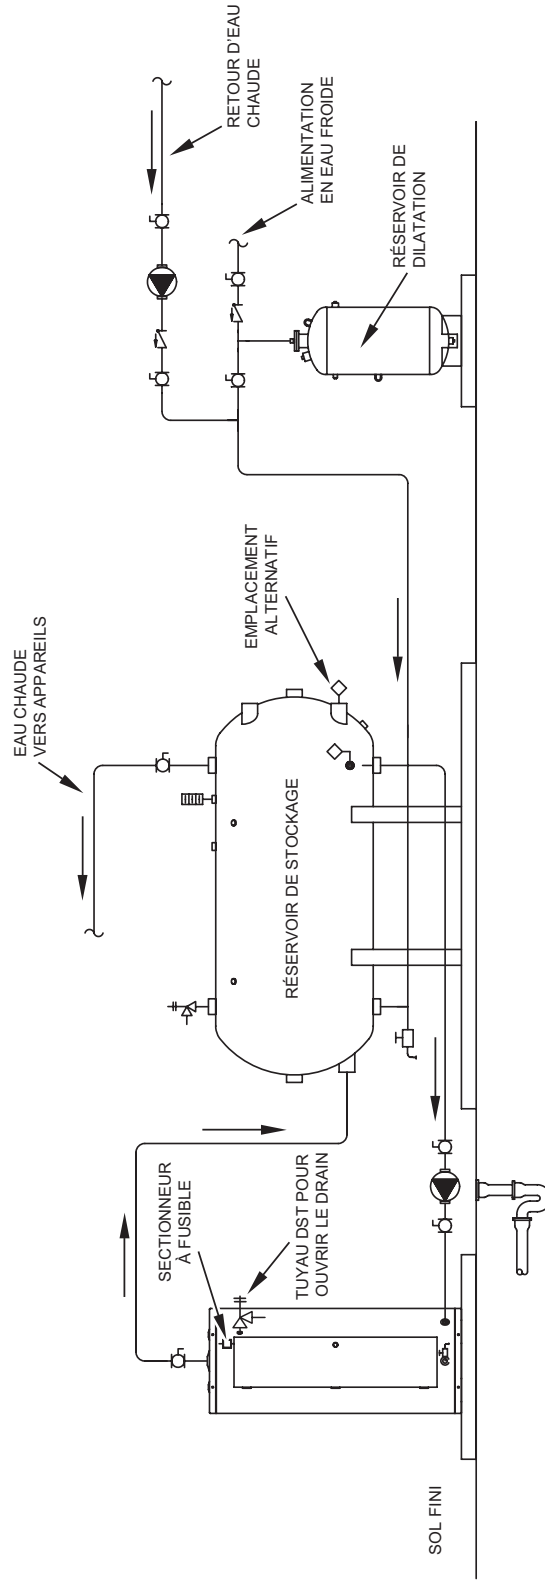 EAU CHAUDE
VERS APPAREILS
RETOUR D'EAU
CHAUDE
ALIMENTATION
EN EAU FROIDE
RÉSERVOIR DE
DILATATION
EMPLACEMENT
ALTERNATIF
RÉSERVOIR DE STOCKAGE
SECTIONNEUR
À FUSIBLE
TUYAU DST POUR
OUVRIR LE DRAIN
SOL FINI